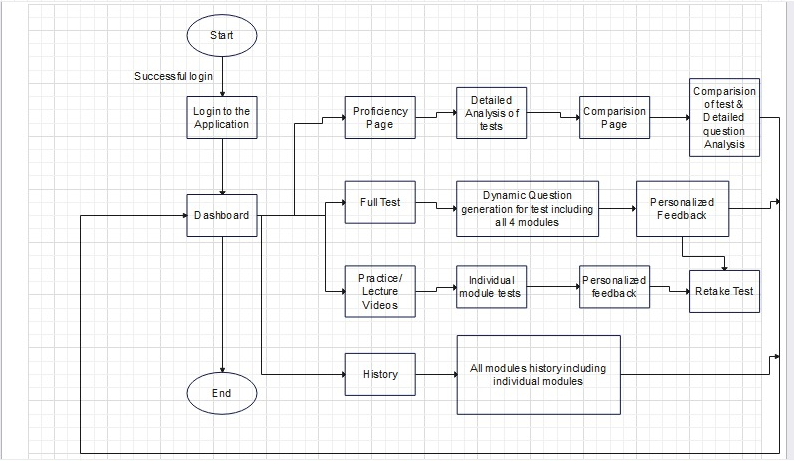 Start
Successful login
Login to the
Application
Dashboard
End
Proficiency
Page
Detailed
Analysis of
tests
Comparision
Page
Comparision
of test &
Detailed
question
Analysis
Full Test
Dynamic Question
generation for test including
all 4 modules
Personalized
Feedback
Practice/
Lecture
Videos
Individual
module tests
Personalized
feedback
Retake Test
History
All modules history including
individual modules